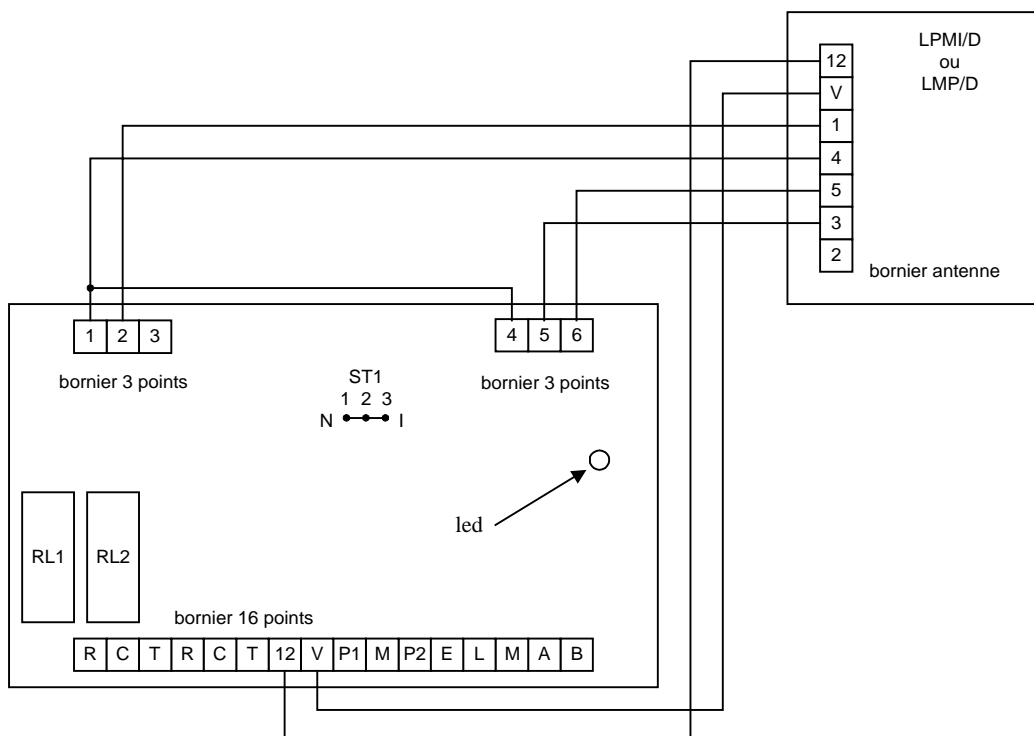 LPMI/D
ou
LMP/D
12
V
1
4
5
3
2
bornier antenne
1 2 3
4 5 6
bornier 3 points
bornier 3 points
ST1
1 2 3
N I
led
RL1 RL2
bornier 16 points
R C T R C T 12 V P1 M P2 E L M A B